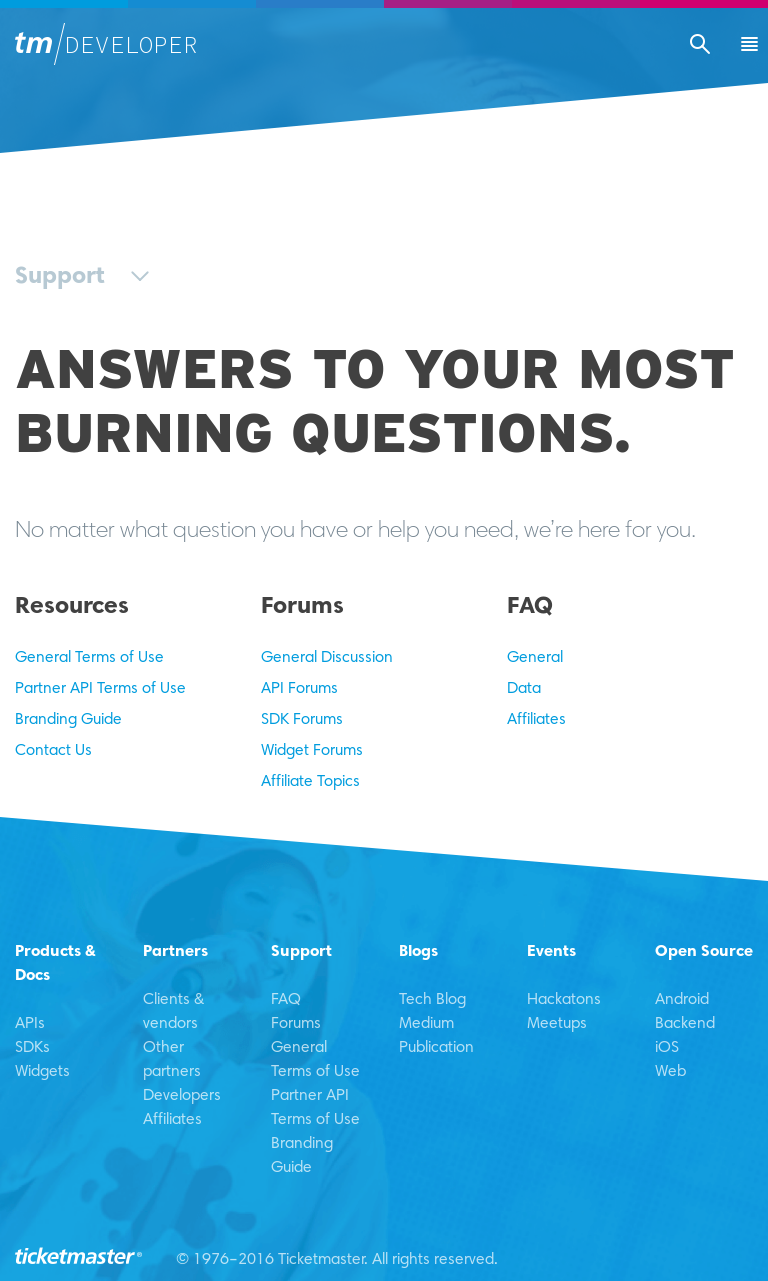 tm DEVELOPER
Support
ANSWERS TO YOUR MOST
BURNING QUESTIONS.
No matter what question you have or help you need, we’re here for you.
Resources
General Terms of Use
Partner API Terms of Use
Branding Guide
Contact Us
Forums
General Discussion
API Forums
SDK Forums
Widget Forums
Affiliate Topics
FAQ
General
Data
Affiliates
Products &
Docs
APIs
SDKs
Widgets
Partners
Clients &
vendors
Other
partners
Developers
Affiliates
Support
FAQ
Forums
General
Terms of Use
Partner API
Terms of Use
Branding
Guide
Blogs
Tech Blog
Medium
Publication
Events
Hackatons
Meetups
Open Source
Android
Backend
iOS
Web
ticketmaster®
© 1976–2016 Ticketmaster. All rights reserved.